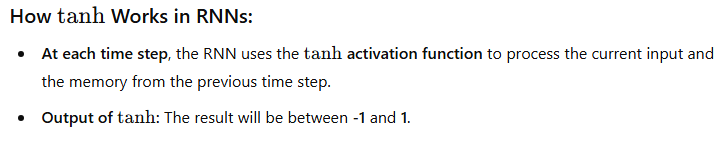 How tanh Works in RNNs:
• At each time step, the RNN uses the tanh activation function to process the current input and
the memory from the previous time step.
• Output of tanh: The result will be between -1 and 1.